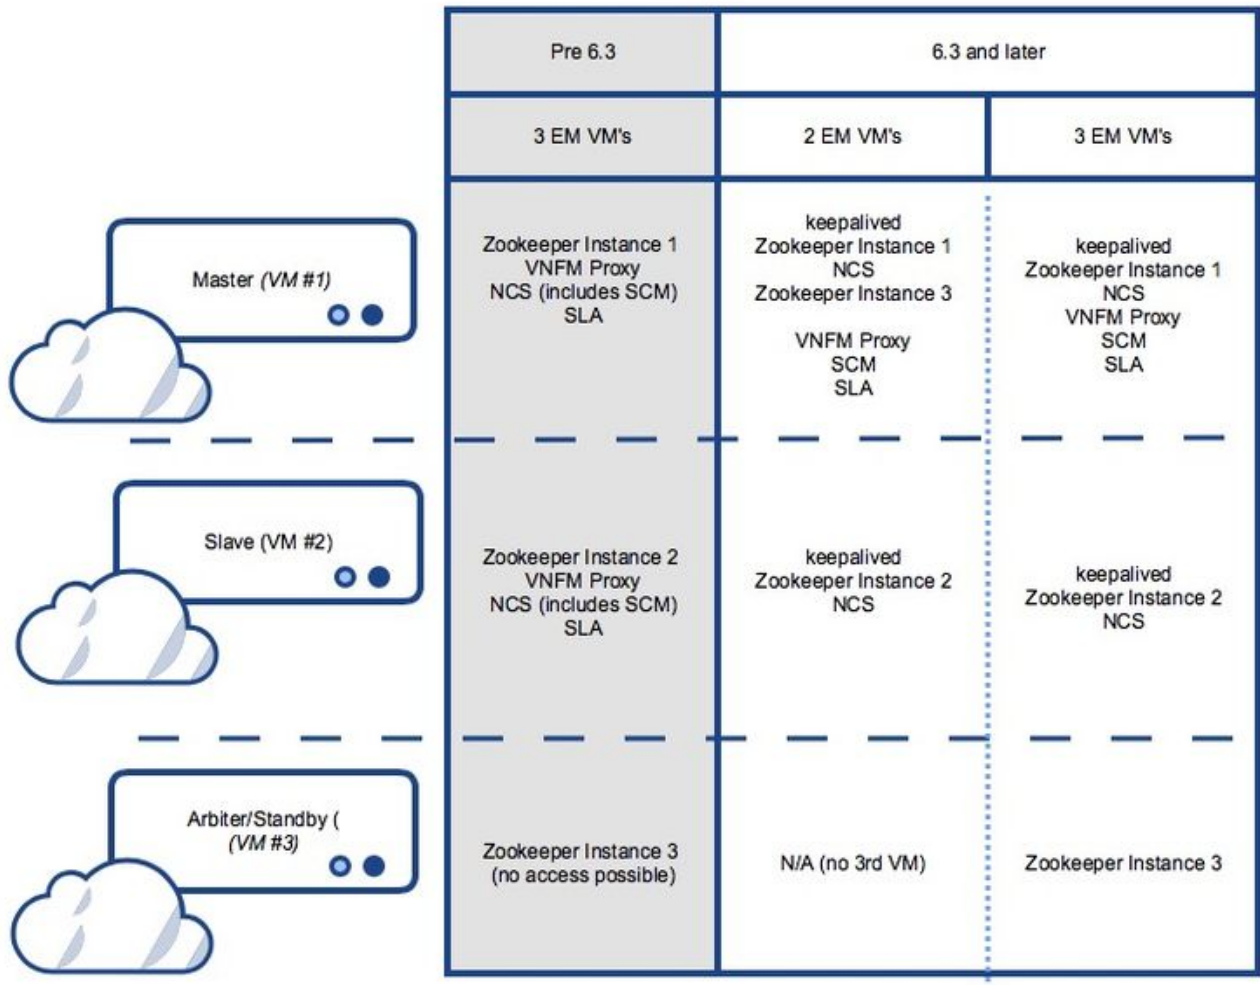 Pre 6.3
6.3 and later
3 EM VM's
2 EM VM's
3 EM VM's
Master (VM #1)
Zookeeper Instance 1
VNFM Proxy
NCS (includes SCM)
SLA
keepalived
Zookeeper Instance 1
NCS
Zookeeper Instance 3
VNFM Proxy
SCM
SLA
keepalived
Zookeeper Instance 1
NCS
VNFM Proxy
SCM
SLA
Slave (VM #2)
Zookeeper Instance 2
VNFM Proxy
NCS (includes SCM)
SLA
keepalived
Zookeeper Instance 2
NCS
keepalived
Zookeeper Instance 2
NCS
Arbiter/Standby (
(VM #3)
Zookeeper Instance 3
(no access possible)
N/A (no 3rd VM)
Zookeeper Instance 3